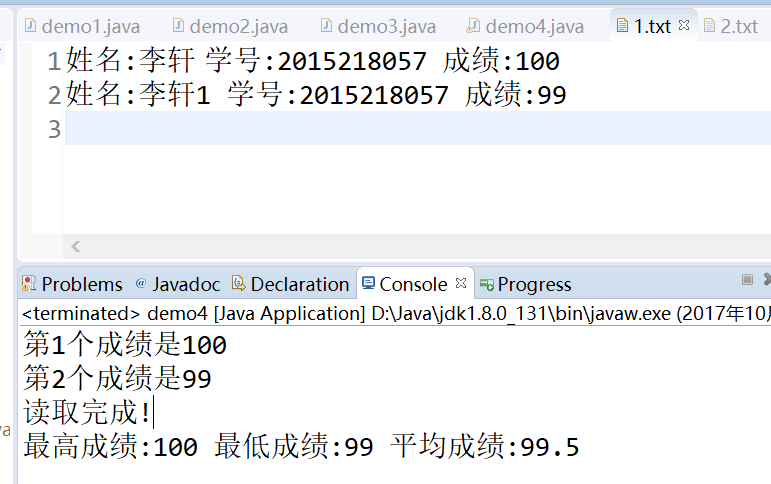 demo1.java demo2.java demo3.java demo4.java 1.txt 2.txt
1 姓名:李轩 学号:2015218057 成绩:100
2 姓名:李轩1 学号:2015218057 成绩:99
3
Problems @ Javadoc Declaration Console Progress
<terminated> demo4 [Java Application] D:\Java\jdk1.8.0_131\bin\javaw.exe (2017年10
第1个成绩是100
第2个成绩是99
读取完成!
va
最高成绩:100 最低成绩:99 平均成绩:99.5